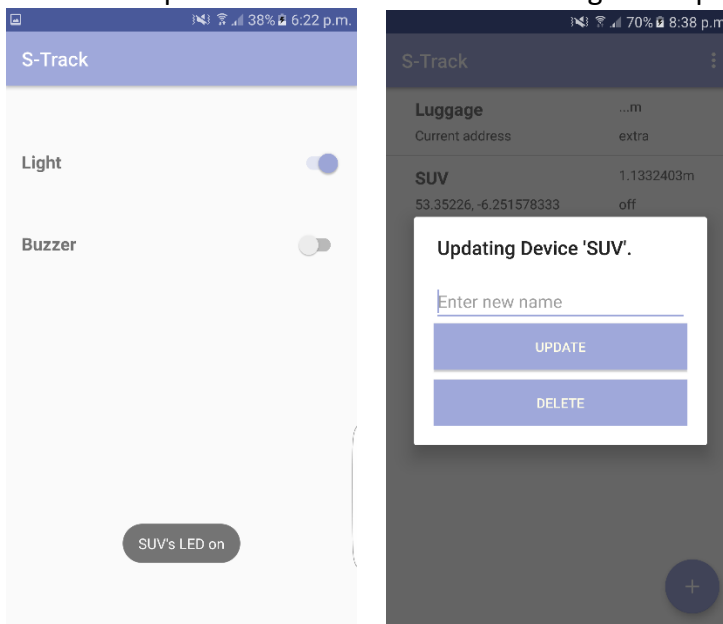 38% 6:22 p.m.
S-Track
Light
Buzzer
SUV's LED on
70% 8:38 p.m
S-Track
Luggage ...m
Current address extra
SUV 1.1332403m
53.35226, -6.251578333 off
Updating Device 'SUV'.
Enter new name
UPDATE
DELETE
+